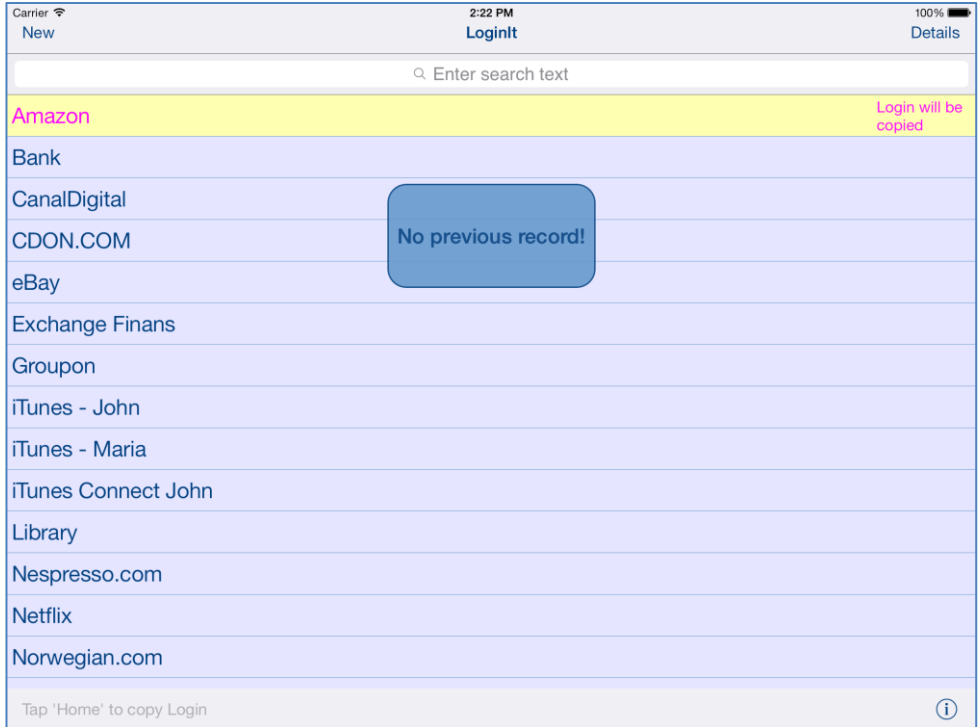 Carrier 2:22 PM 100%
New LoginIt Details
Enter search text
Amazon
Login will be
copied
Bank
CanalDigital
CDON.COM
No previous record!
eBay
Exchange Finans
Groupon
iTunes - John
iTunes - Maria
iTunes Connect John
Library
Nespresso.com
Netflix
Norwegian.com
Tap 'Home' to copy Login